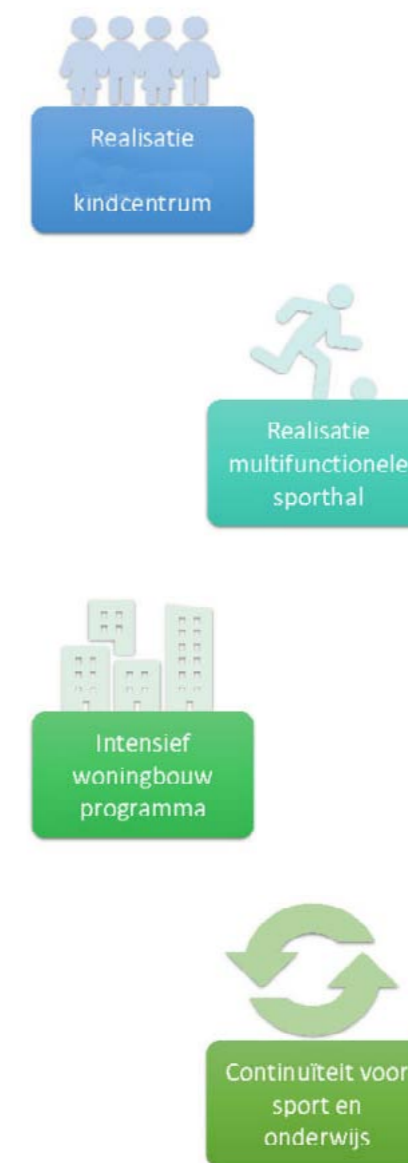 Realisatie
kindcentrum
Realisatie
multifunctionele
sporthal
Intensief
woningbouw
programma
Continuïteit voor
sport en
onderwijs